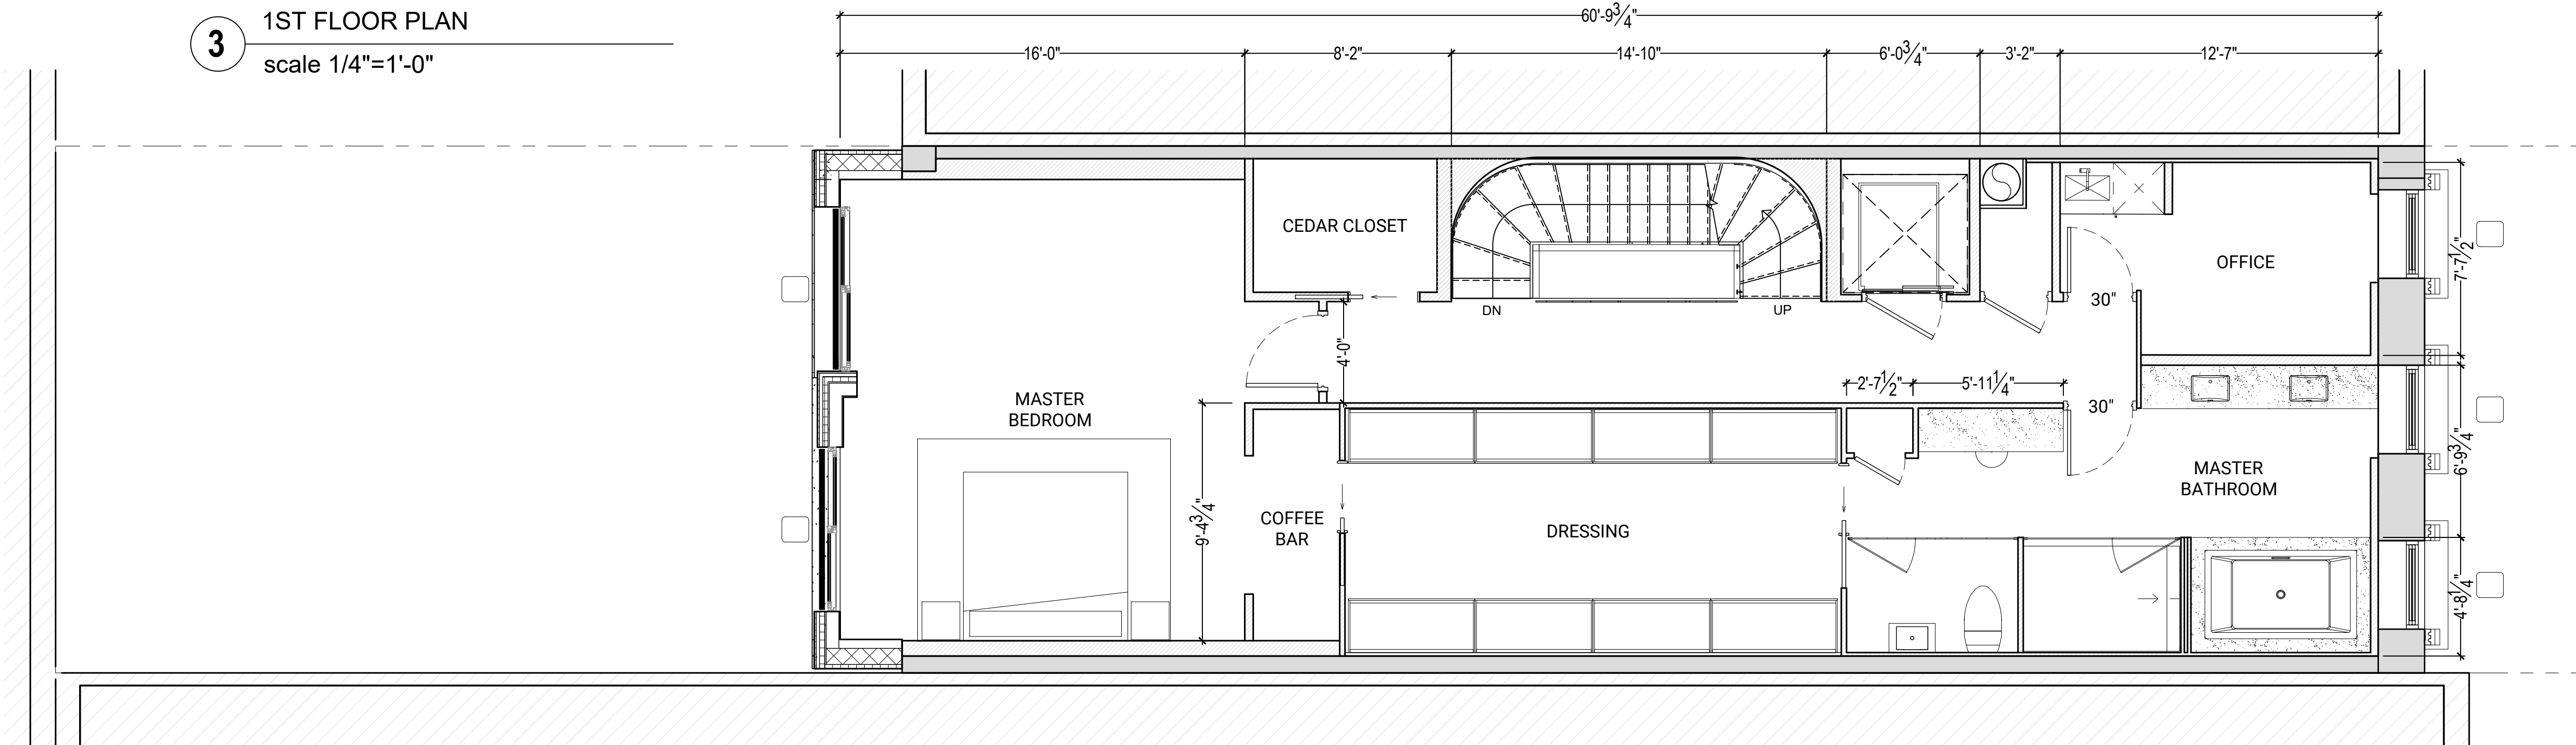 3
1ST FLOOR PLAN
scale 1/4"=1'-0"
60'-9 3/4"
16'-0"
8'-2"
14'-10"
6'-0 3/4"
3'-2"
12'-7"
CEDAR CLOSET
OFFICE
7'-7 1/2"
30"
DN
UP
4'-0"
2'-7 1/2"
5'-11 1/4"
MASTER
BEDROOM
30"
9'-4 3/4"
6'-9 3/4"
MASTER
BATHROOM
COFFEE
BAR
DRESSING
4'-8 1/4"